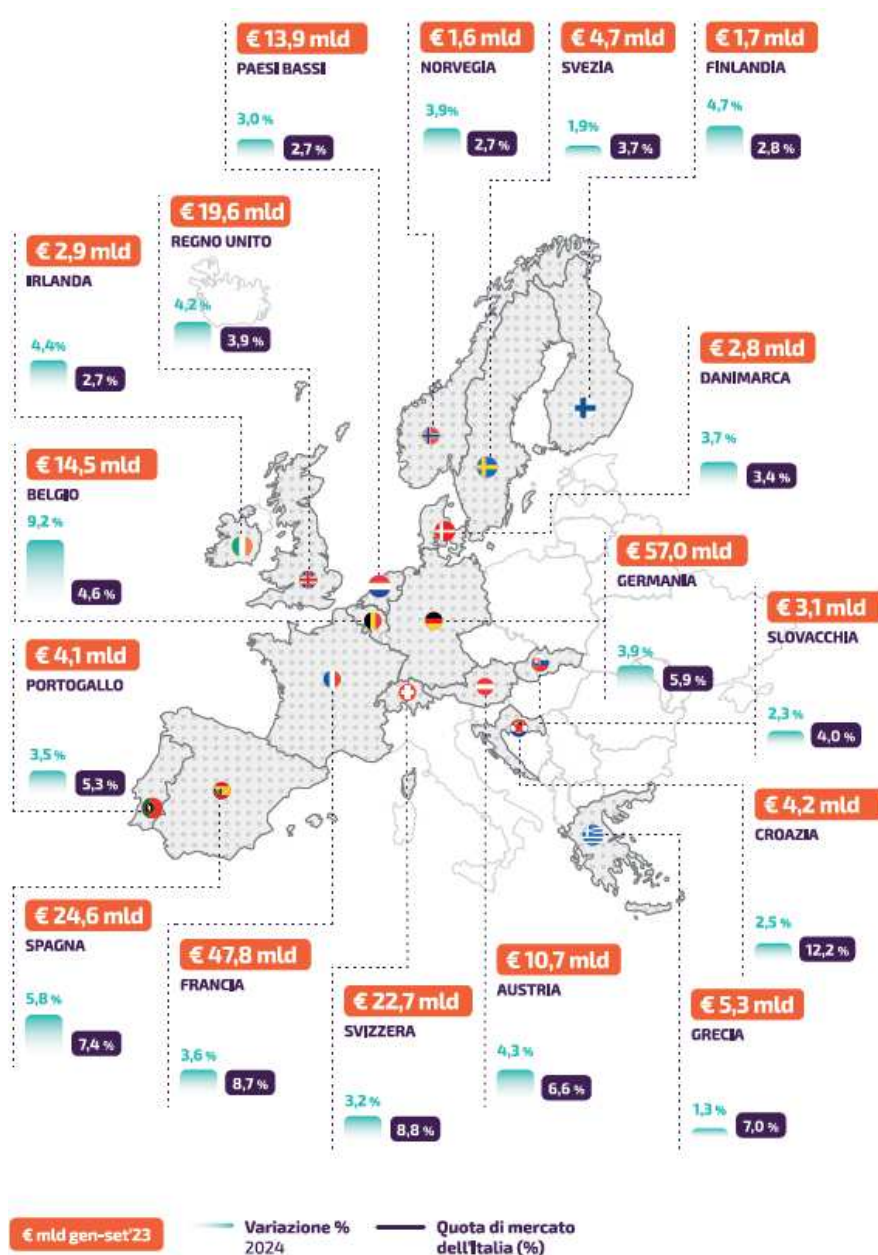 € 13,9 mld
PAESI BASSI
3,0 %
2,7 %
€ 1,6 mld
NORVEGIA
3,9%
2,7 %
€ 4,7 mld
SVEZIA
1,9%
3,7 %
€ 1,7 mld
FINLANDIA
4,7%
2,8 %
€ 2,9 mld
IRLANDA
4,4%
2,7 %
€ 19,6 mld
REGNO UNITO
4,2 %
3,9 %
€ 2,8 mld
DANIMARCA
3,7 %
3,4 %
€ 14,5 mld
BELGIO
9,2 %
4,6 %
€ 57,0 mld
GERMANIA
3,9 %
5,9 %
€ 3,1 mld
SLOVACCHIA
2,3 %
4,0 %
€ 4,1 mld
PORTOGALLO
3,5 %
5,3 %
€ 4,2 mld
CROAZIA
2,5 %
12,2 %
€ 24,6 mld
SPAGNA
5,8 %
7,4 %
€ 47,8 mld
FRANCIA
3,6 %
8,7 %
€ 22,7 mld
SVIZZERA
3,2 %
8,8 %
€ 10,7 mld
AUSTRIA
4,3 %
6,6 %
€ 5,3 mld
GRECIA
1,3 %
7,0 %
€ mld gen-set'23
Variazione %
2024
Quota di mercato
dell'Italia (%)